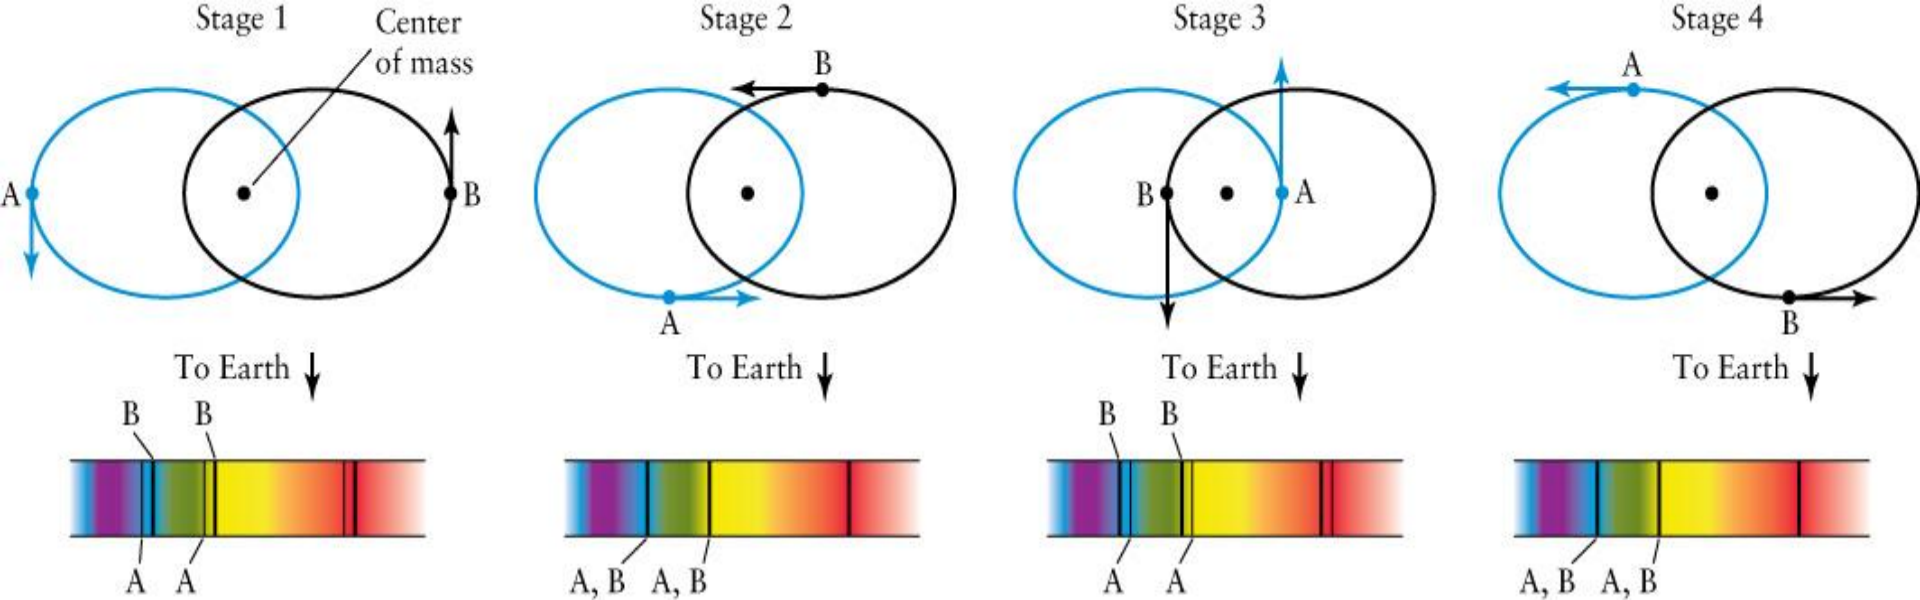 Stage 1
Center
of mass
A
B
To Earth
B
B
A
A
Stage 2
B
A
To Earth
A, B
A, B
Stage 3
B
A
To Earth
B
B
A
A
Stage 4
A
B
To Earth
A, B
A, B